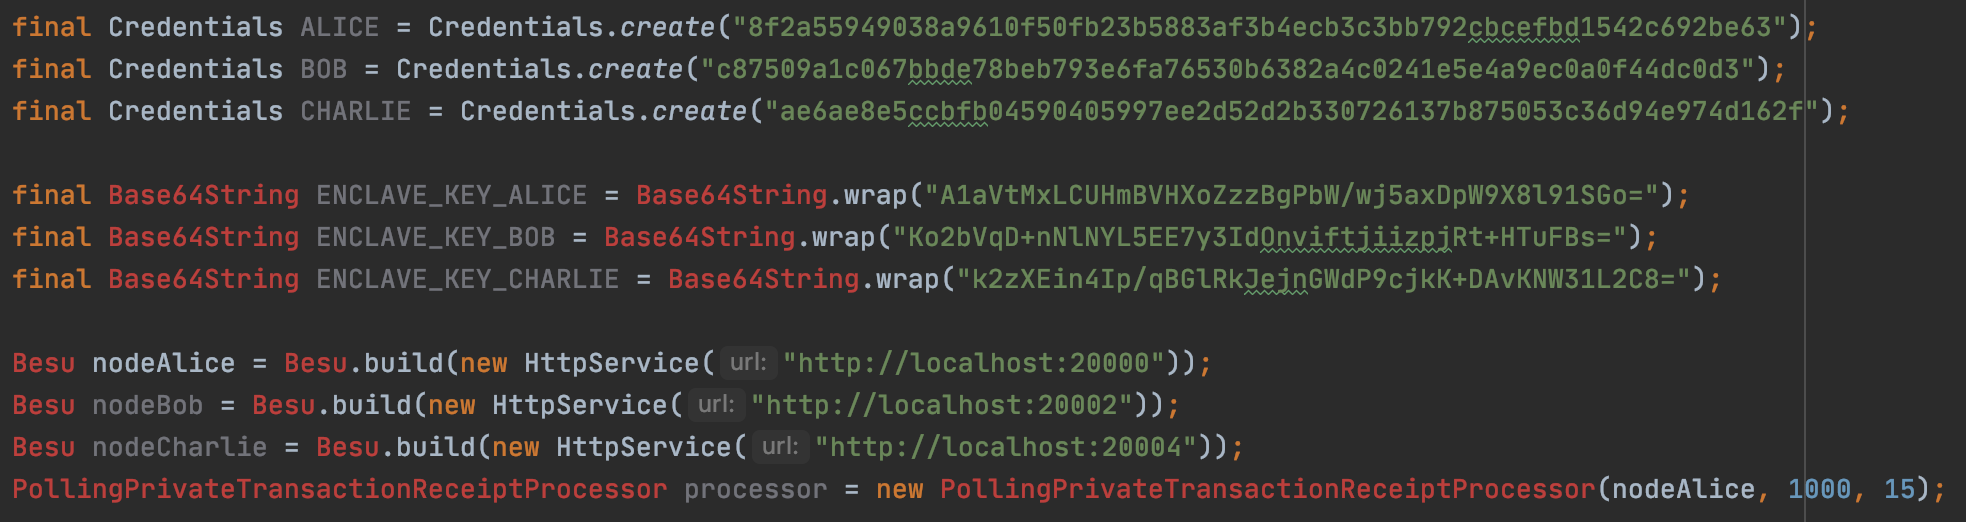 final Credentials ALICE = Credentials.create("8f2a55949038a9610f50fb23b5883af3b4ecb3c3bb792cbcefbd1542c692be63");
final Credentials BOB = Credentials.create("c87509a1c067bbde78beb793e6fa76530b6382a4c0241e5e4a9ec0a0f44dc0d3");
final Credentials CHARLIE = Credentials.create("ae6ae8e5ccbfb04590405997ee2d52d2b330726137b875053c36d94e974d162f");
final Base64String ENCLAVE_KEY_ALICE = Base64String.wrap("A1aVtMxLCUHmBVHXoZzzBgPbW/wj5axDpW9X8l91SGo=");
final Base64String ENCLAVE_KEY_BOB = Base64String.wrap("Ko2bVqD+nNlNYL5EE7y3IdOnviftjiizpjRt+HTuFBs=");
final Base64String ENCLAVE_KEY_CHARLIE = Base64String.wrap("k2zXEin4Ip/qBGlRkJejnGWdP9cjkK+DAvKNW31L2C8=");
Besu nodeAlice = Besu.build(new HttpService( url: "http://localhost:20000"));
Besu nodeBob = Besu.build(new HttpService( url: "http://localhost:20002"));
Besu nodeCharlie = Besu.build(new HttpService( url: "http://localhost:20004"));
PollingPrivateTransactionReceiptProcessor processor = new PollingPrivateTransactionReceiptProcessor(nodeAlice, 1000, 15);